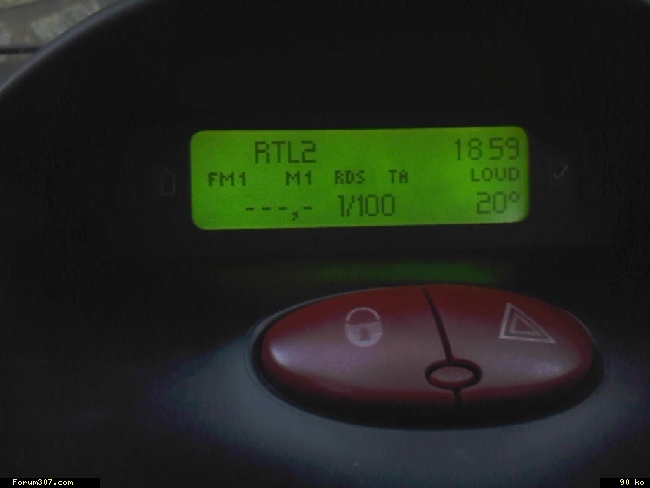 RTL2 18 59
FM1 M1 RDS TA LOUD
---,- 1/100 20°
Forum307.com 90 ko